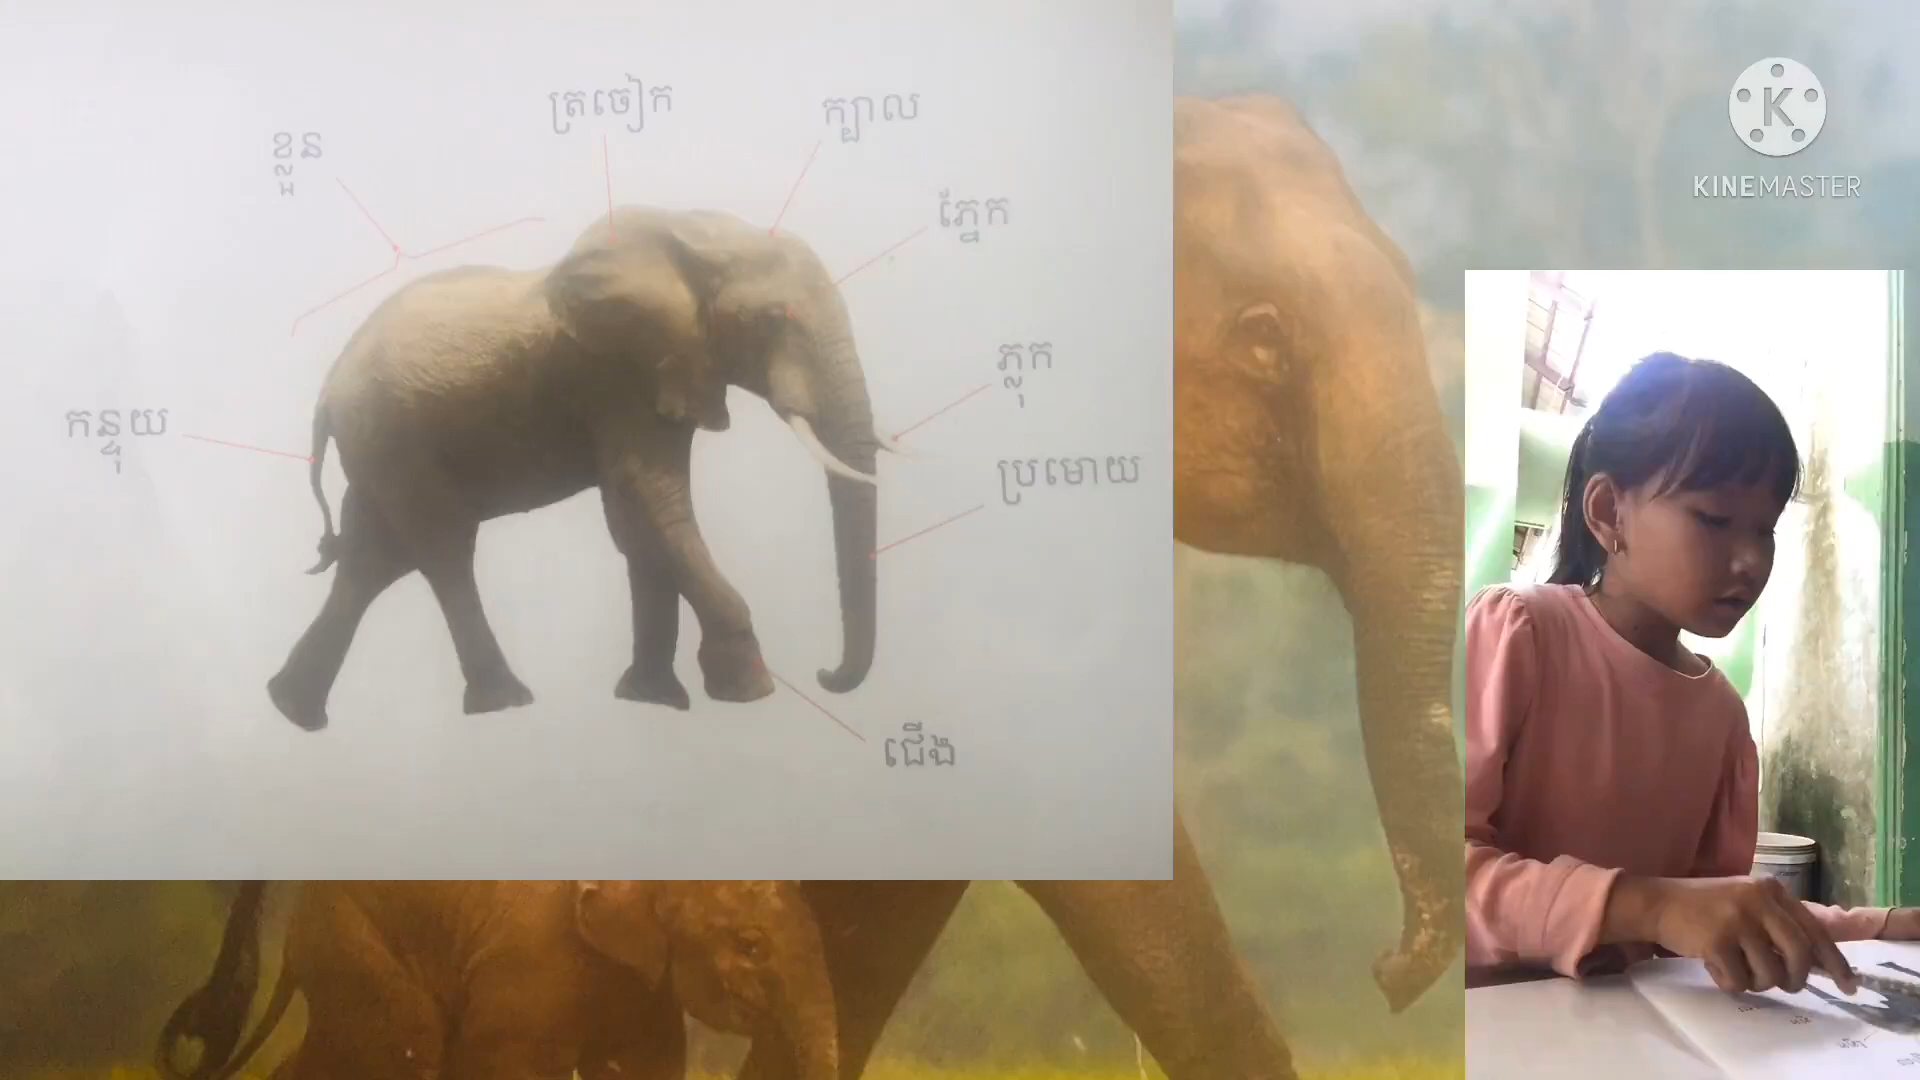 ត្រចៀក
ក្បាល
ខ្លួន
ភ្នែក
ភ្លុក
កន្ទុយ
ប្រមោយ
ជើង
KINEMASTER